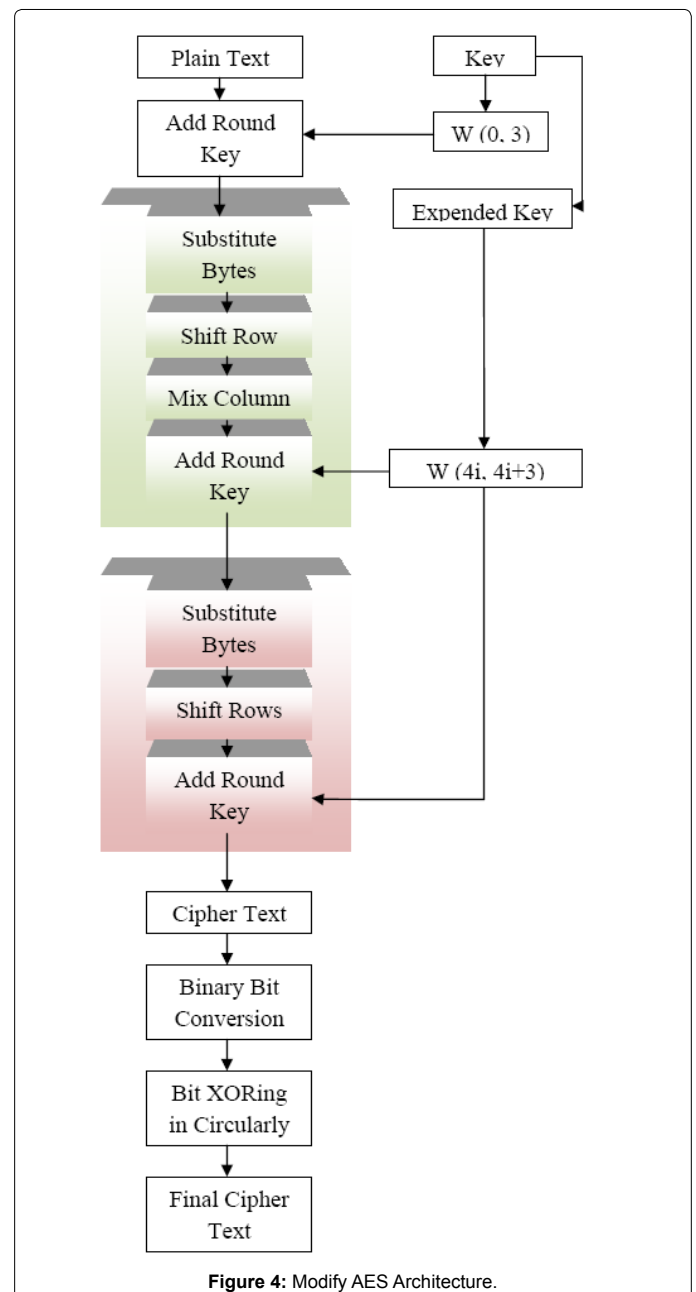 Plain Text
Key
Add Round
Key
W (0, 3)
Expended Key
Substitute
Bytes
Shift Row
Mix Column
Add Round
Key
W (4i, 4i+3)
Substitute
Bytes
Shift Rows
Add Round
Key
Cipher Text
Binary Bit
Conversion
Bit XORing
in Circularly
Final Cipher
Text
Figure 4: Modify AES Architecture.